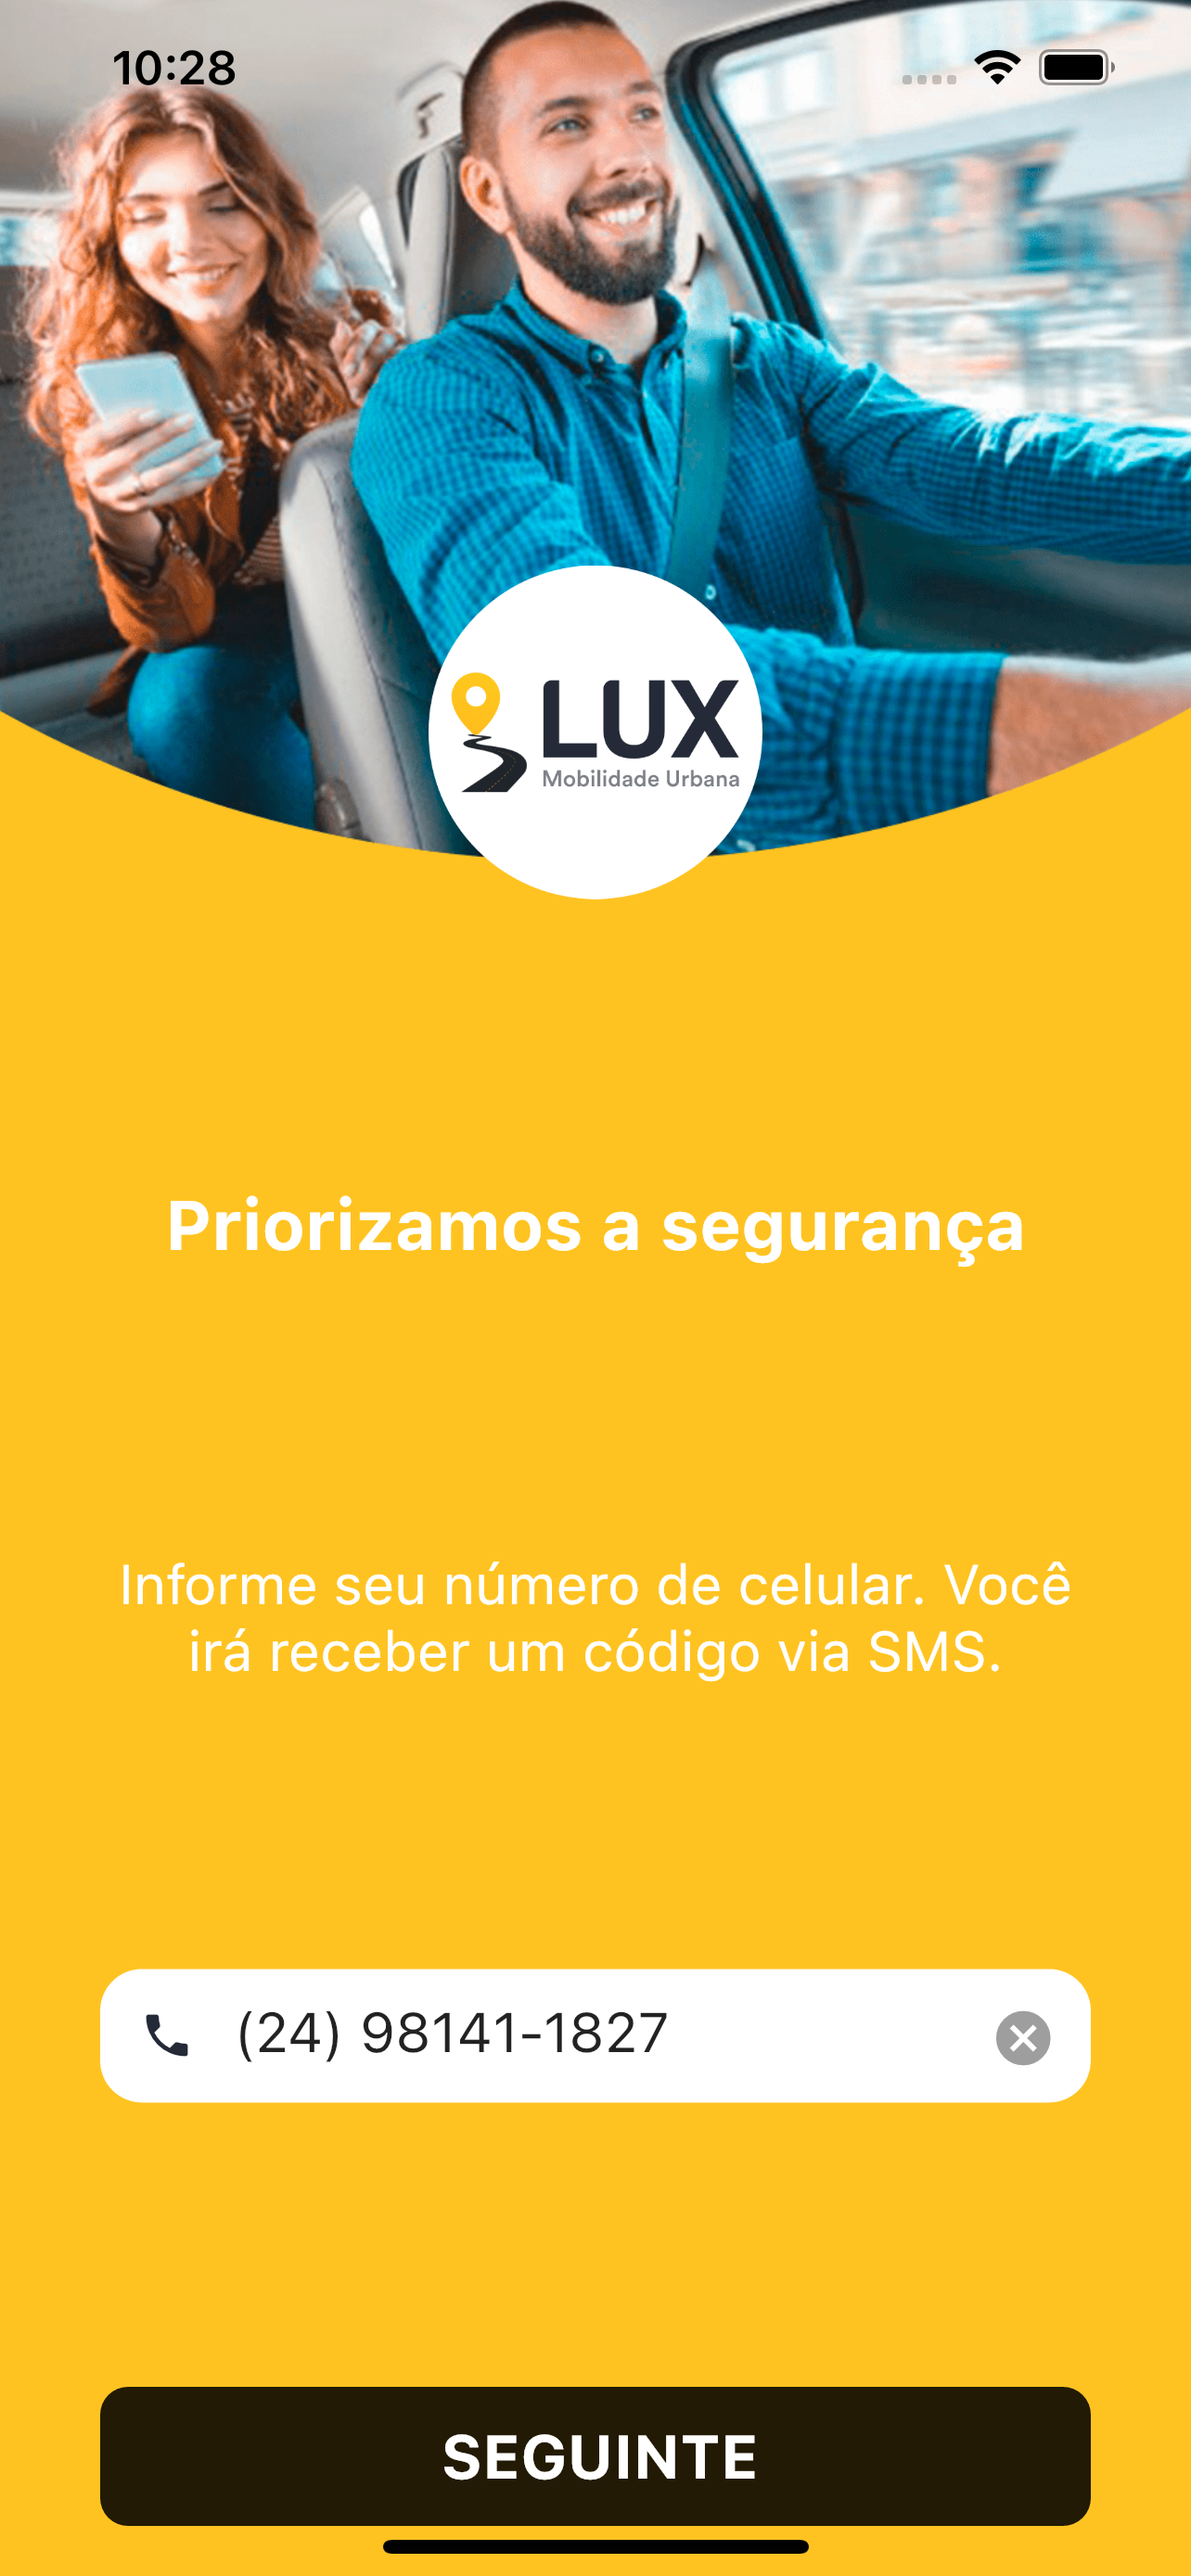 10:28
LUX
Mobilidade Urbana
Priorizamos a segurança
Informe seu número de celular. Você
irá receber um código via SMS.
(24) 98141-1827
SEGUINTE